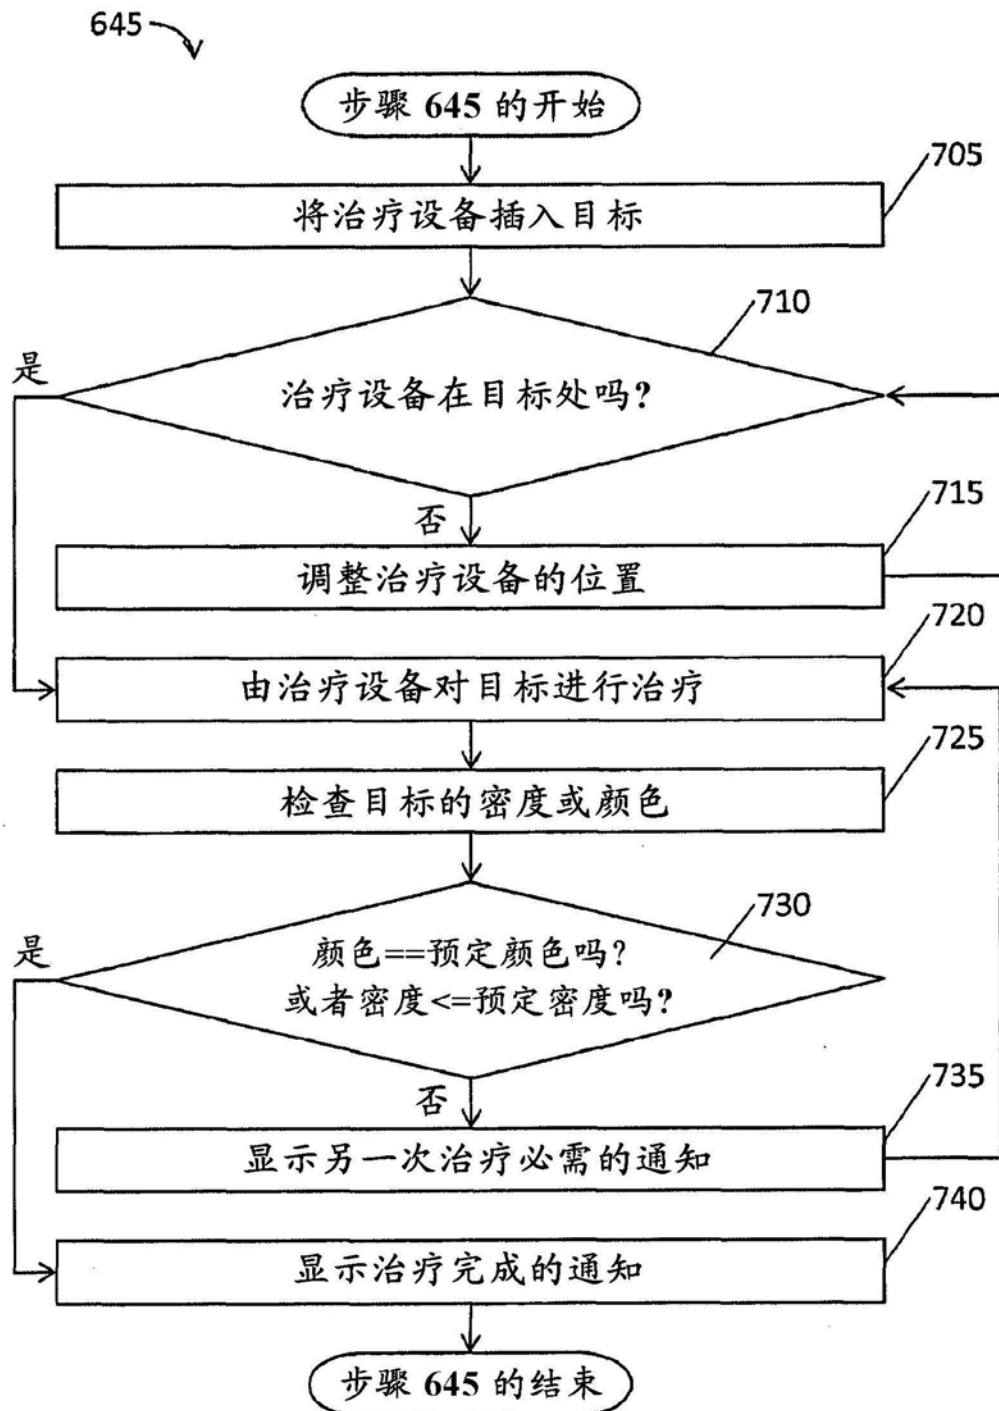 645
步骤 645 的开始
705
将治疗设备插入目标
710
是
治疗设备在目标处吗?
否
715
调整治疗设备的位置
720
由治疗设备对目标进行治疗
725
检查目标的密度或颜色
730
是
颜色==预定颜色吗?
或者密度<=预定密度吗?
否
735
显示另一次治疗必需的通知
740
显示治疗完成的通知
步骤 645 的结束